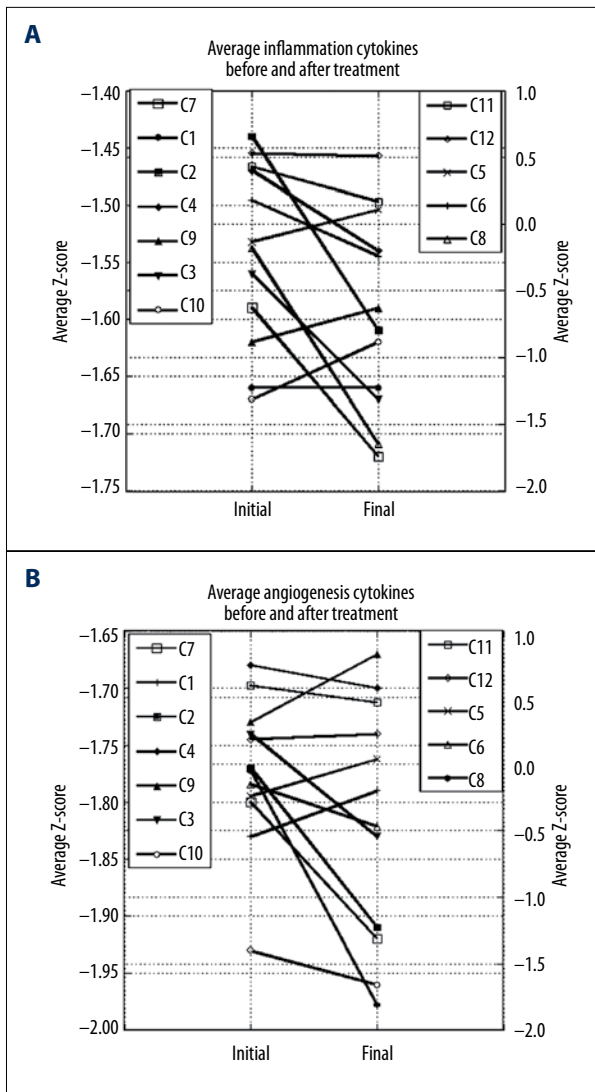 A
Average inflammation cytokines
before and after treatment
−1.40
−1.45
−1.50
−1.55
−1.60
−1.65
−1.70
−1.75
Average Z-score
C7
C1
C2
C4
C9
C3
C10
C11
C12
C5
C6
C8
1.0
0.5
0.0
−0.5
−1.0
−1.5
−2.0
Average Z-score
Initial
Final
B
Average angiogenesis cytokines
before and after treatment
−1.65
−1.70
−1.75
−1.80
−1.85
−1.90
−1.95
−2.00
Average Z-score
C7
C1
C2
C4
C9
C3
C10
C11
C12
C5
C6
C8
1.0
0.5
0.0
−0.5
−1.0
−1.5
−2.0
Average Z-score
Initial
Final